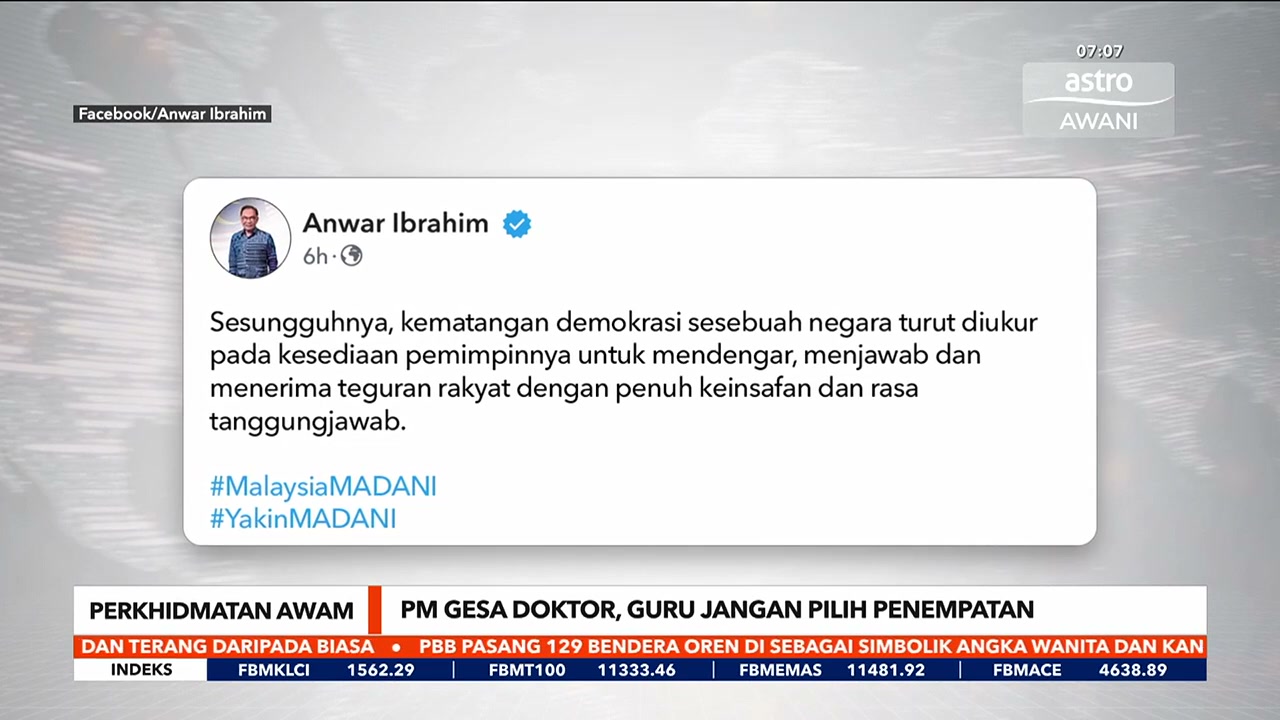 07:07
astro
AWANI
Facebook/Anwar Ibrahim
Anwar Ibrahim
6h ·
Sesungguhnya, kematangan demokrasi sesebuah negara turut diukur
pada kesediaan pemimpinnya untuk mendengar, menjawab dan
menerima teguran rakyat dengan penuh keinsafan dan rasa
tanggungjawab.
#MalaysiaMADANI
#YakinMADANI
PERKHIDMATAN AWAM PM GESA DOKTOR, GURU JANGAN PILIH PENEMPATAN
DAN TERANG DARIPADA BIASA • PBB PASANG 129 BENDERA OREN DI SEBAGAI SIMBOLIK ANGKA WANITA DAN KAN
INDEKS FBMKLCI 1562.29 | FBMT100 11333.46 | FBMEMAS 11481.92 | FBMACE 4638.89